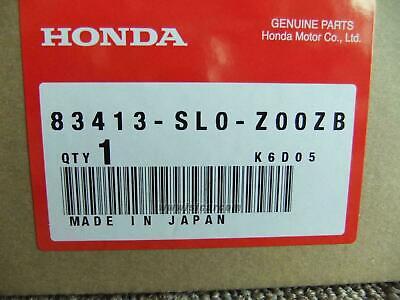 HONDA
GENUINE PARTS
Honda Motor Co., Ltd.
83413-SL0-Z00ZB
QTY 1 K6D05
MADE IN JAPAN